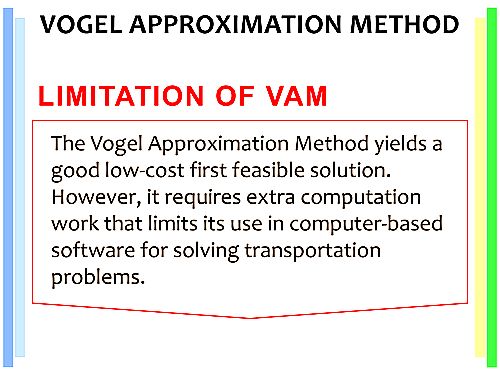 VOGEL APPROXIMATION METHOD
LIMITATION OF VAM
The Vogel Approximation Method yields a
good low-cost first feasible solution.
However, it requires extra computation
work that limits its use in computer-based
software for solving transportation
problems.